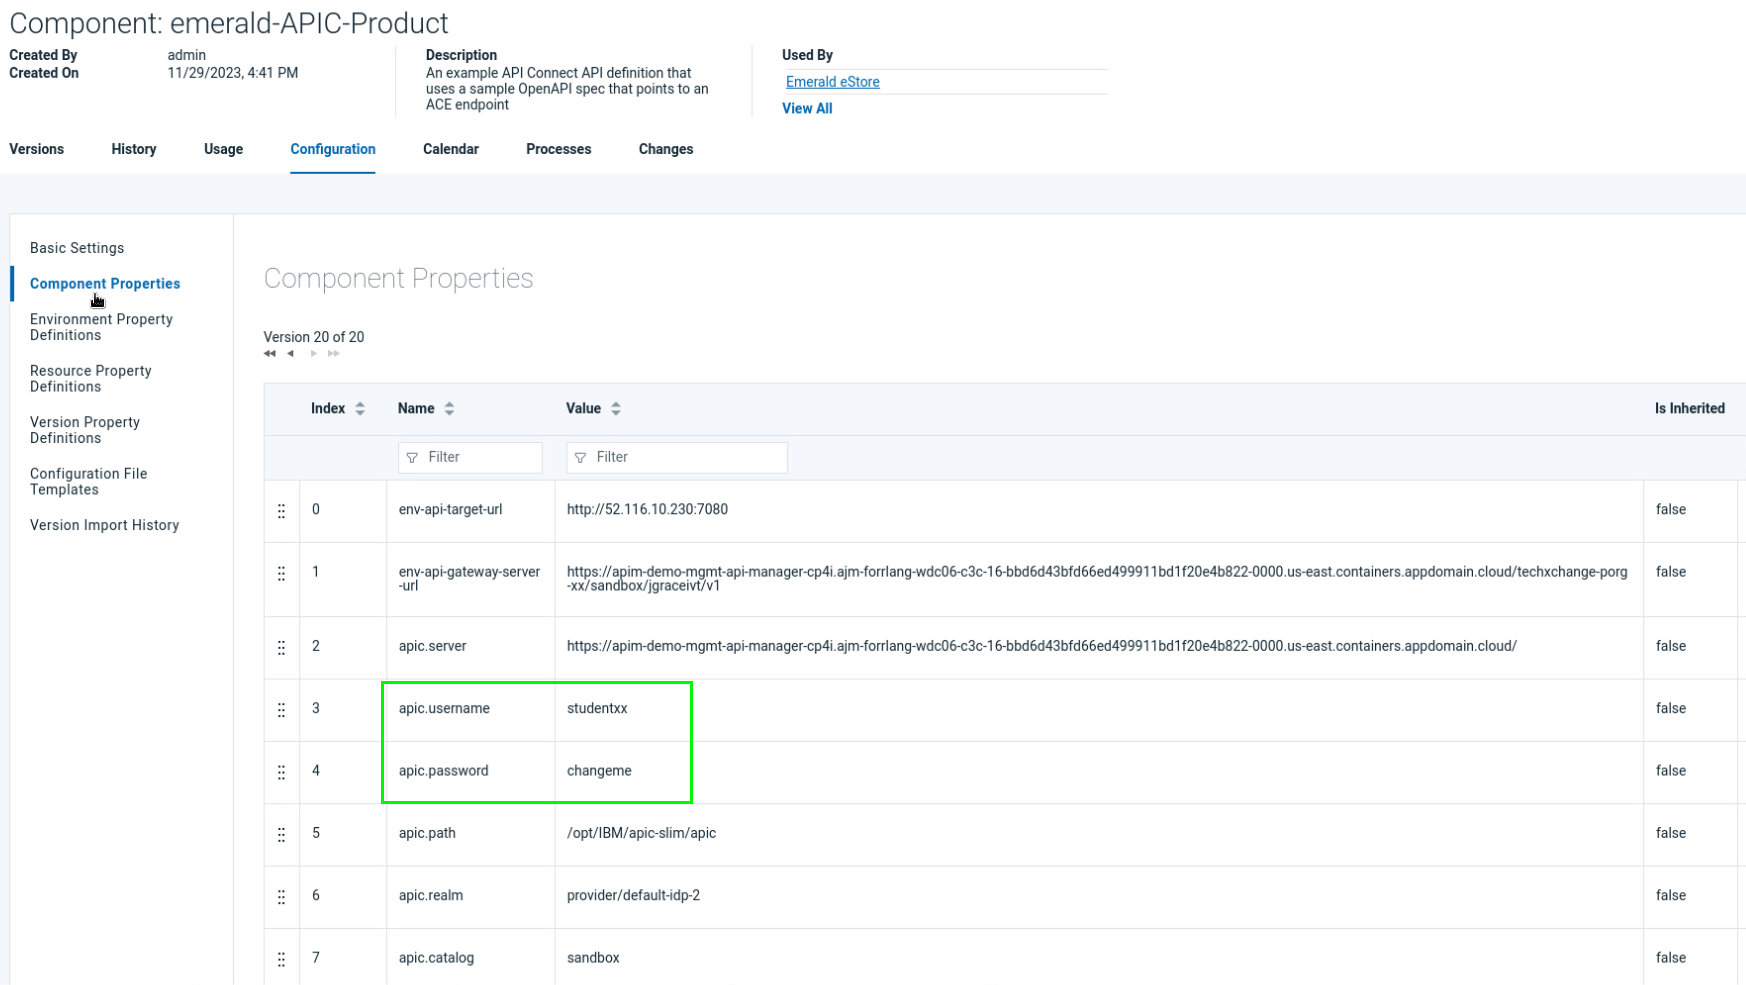 Component: emerald-APIC-Product
Created By admin
Created On 11/29/2023, 4:41 PM
Description
An example API Connect API definition that
uses a sample OpenAPI spec that points to an
ACE endpoint
Used By
Emerald eStore
View All
Versions History Usage Configuration Calendar Processes Changes
Basic Settings
Component Properties
Environment Property
Definitions
Resource Property
Definitions
Version Property
Definitions
Configuration File
Templates
Version Import History
Component Properties
Version 20 of 20
Index Name Value Is Inherited
Filter Filter
0 env-api-target-url http://52.116.10.230:7080 false
1 env-api-gateway-server https://apim-demo-mgmt-api-manager-cp4i.ajm-forrlang-wdc06-c3c-16-bbd6d43bfd66ed499911bd1f20e4b822-0000.us-east.containers.appdomain.cloud/techxchange-porg false
-url -xx/sandbox/jgraceivt/v1
2 apic.server https://apim-demo-mgmt-api-manager-cp4i.ajm-forrlang-wdc06-c3c-16-bbd6d43bfd66ed499911bd1f20e4b822-0000.us-east.containers.appdomain.cloud/ false
3 apic.username studentxx false
4 apic.password changeme false
5 apic.path /opt/IBM/apic-slim/apic false
6 apic.realm provider/default-idp-2 false
7 apic.catalog sandbox false